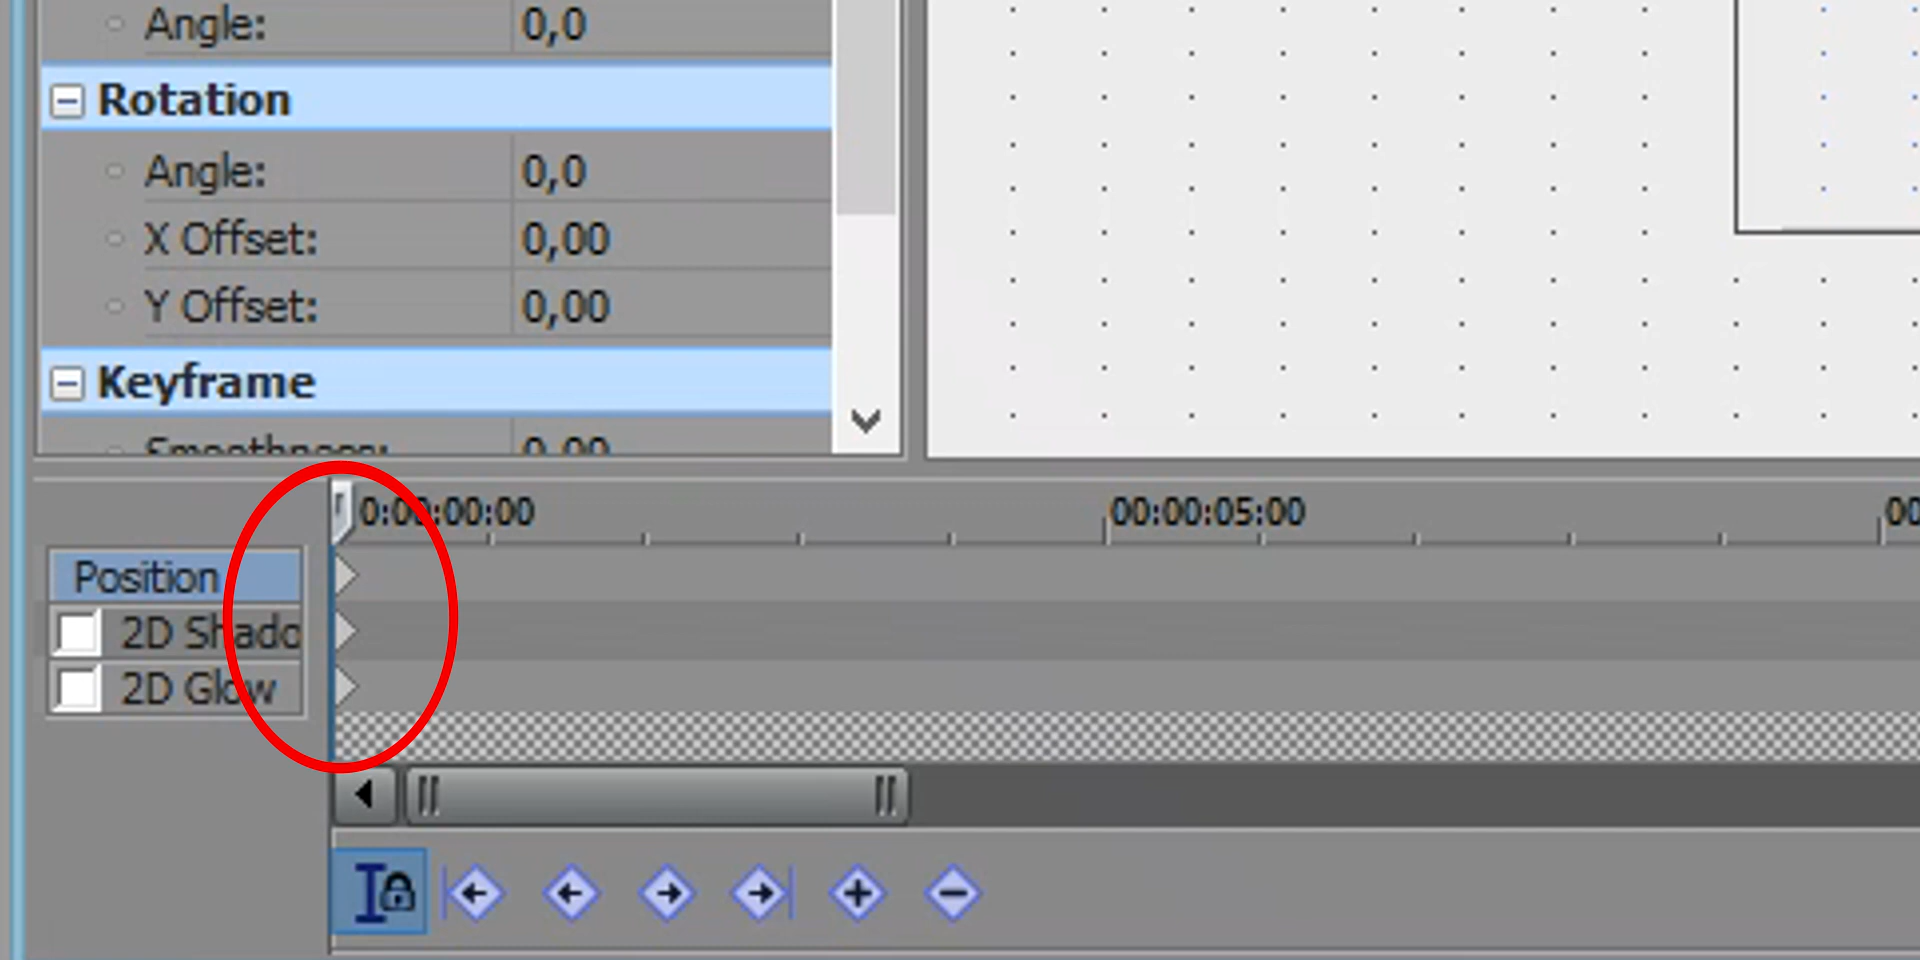 Angle: 0,0
Rotation
Angle: 0,0
X Offset: 0,00
Y Offset: 0,00
Keyframe
Smoothness: 0,00
0:00:00:00 00:00:05:00 00
Position
2D Shado
2D Glow